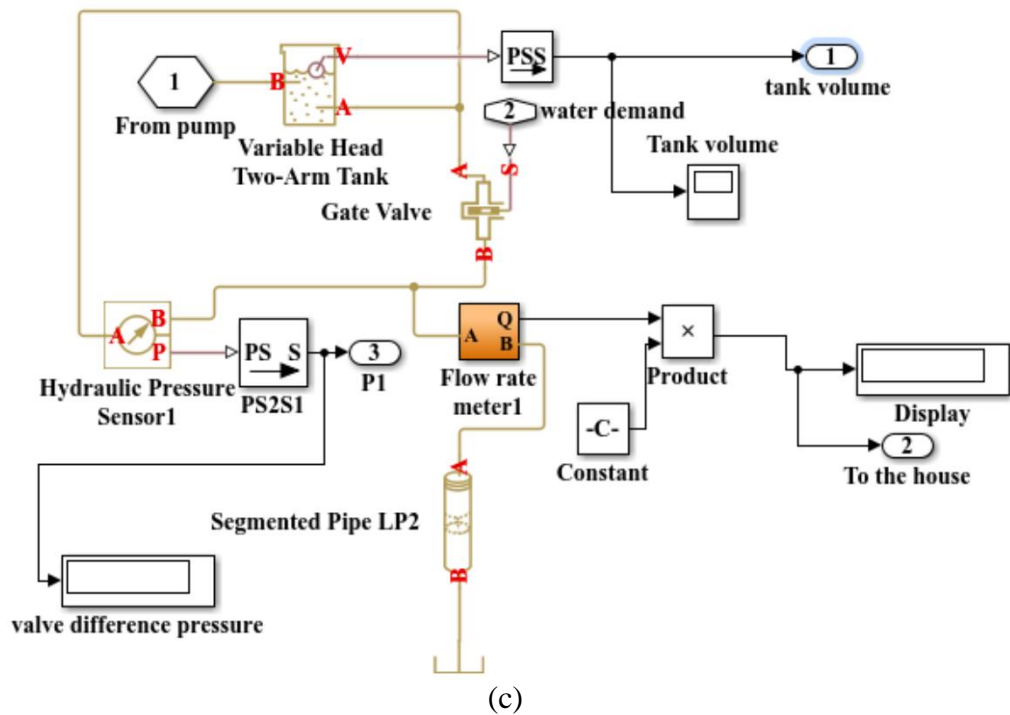 V
PSS
1
1
B
2
water demand
tank volume
From pump
A
Variable Head
Two-Arm Tank
Tank volume
A
S
Gate Valve
B
B
A
P
PS S
3
Q
A
B
×
Hydraulic Pressure
Sensor1
PS2S1
P1
Flow rate
meter1
Product
-C-
Display
Constant
2
To the house
A
Segmented Pipe LP2
B
valve difference pressure
(c)